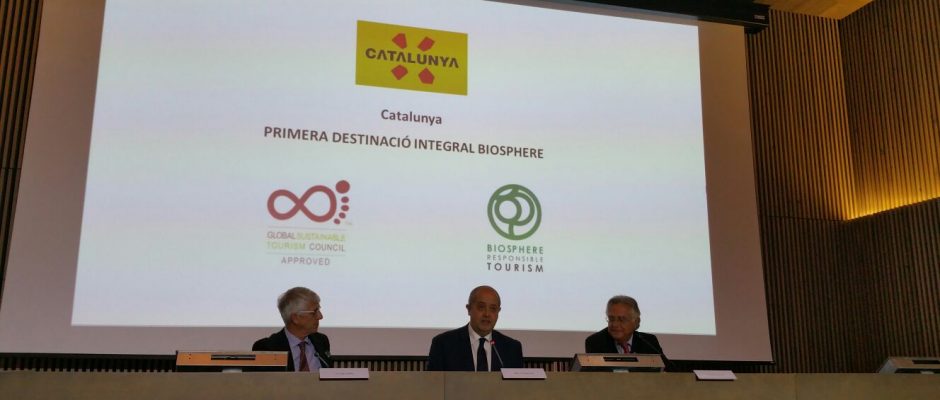 CATALUNYA
Catalunya
PRIMERA DESTINACIÓ INTEGRAL BIOSPHERE
GLOBAL SUSTAINABLE
TOURISM COUNCIL
APPROVED
BIOSPHERE
RESPONSIBLE
TOURISM